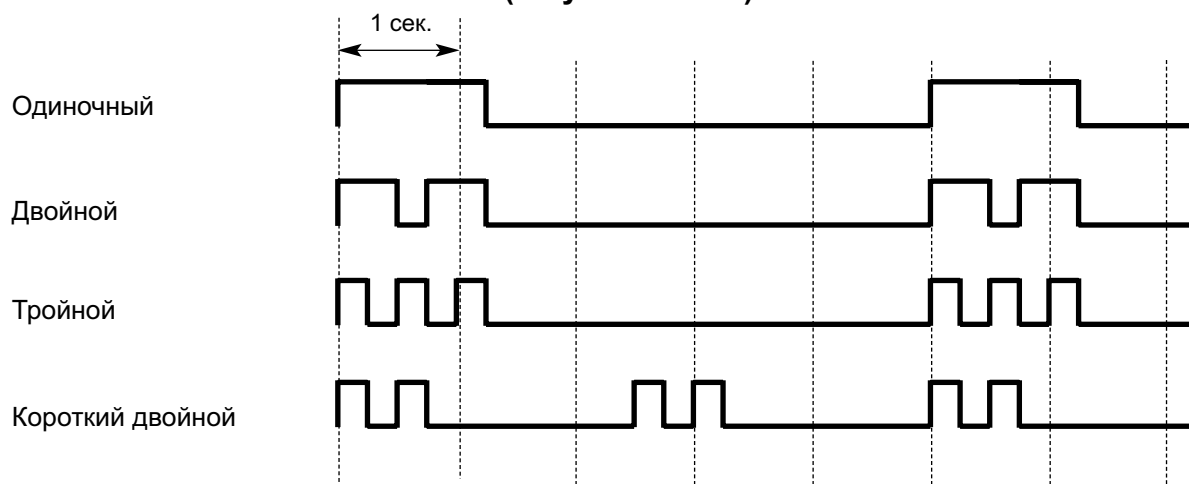 1 сек.
Одиночный
Двойной
Тройной
Короткий двойной